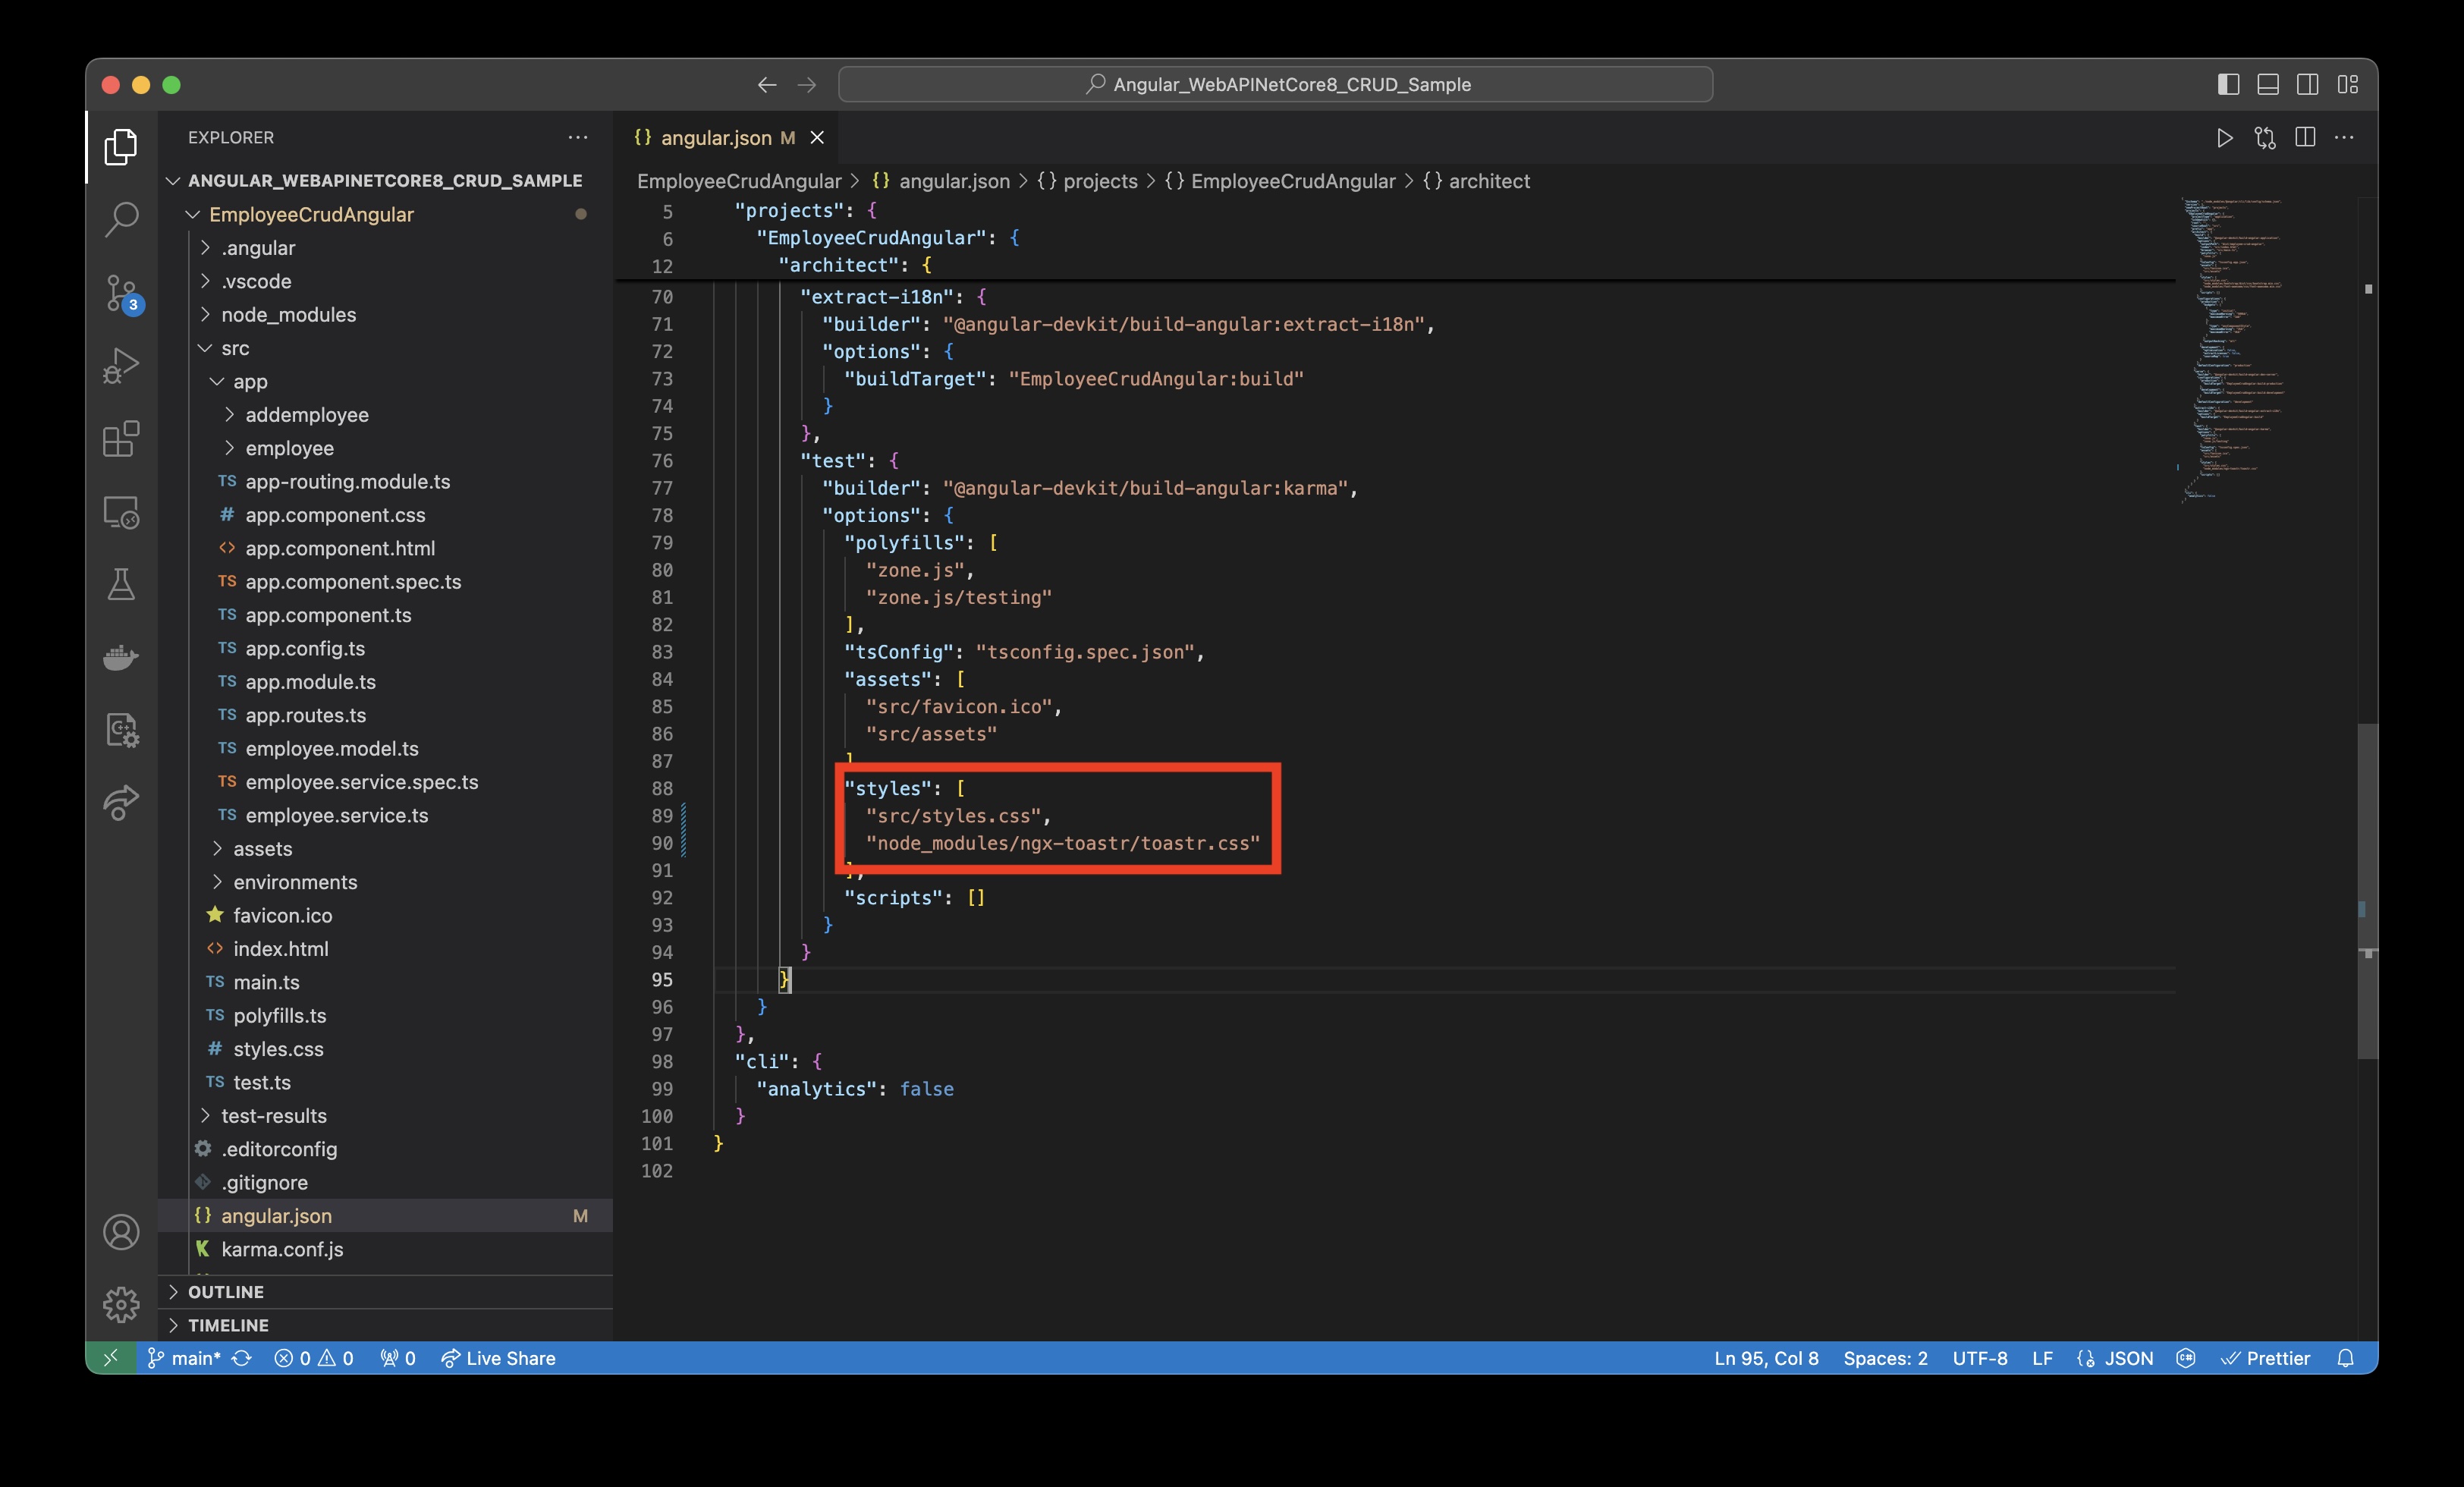 Angular_WebAPINetCore8_CRUD_Sample
EXPLORER
ANGULAR_WEBAPINETCORE8_CRUD_SAMPLE
EmployeeCrudAngular
.angular
.vscode
node_modules
src
app
addemployee
employee
TS app-routing.module.ts
# app.component.css
<> app.component.html
TS app.component.spec.ts
TS app.component.ts
TS app.config.ts
TS app.module.ts
TS app.routes.ts
TS employee.model.ts
TS employee.service.spec.ts
TS employee.service.ts
assets
environments
favicon.ico
<> index.html
TS main.ts
TS polyfills.ts
# styles.css
TS test.ts
test-results
.editorconfig
.gitignore
{} angular.json M
K karma.conf.js
OUTLINE
TIMELINE
3
{} angular.json M
EmployeeCrudAngular > {} angular.json > {} projects > {} EmployeeCrudAngular > {} architect
5 "projects": {
6 "EmployeeCrudAngular": {
12 "architect": {
70 "extract-i18n": {
71 "builder": "@angular-devkit/build-angular:extract-i18n",
72 "options": {
73 "buildTarget": "EmployeeCrudAngular:build"
74 }
75 },
76 "test": {
77 "builder": "@angular-devkit/build-angular:karma",
78 "options": {
79 "polyfills": [
80 "zone.js",
81 "zone.js/testing"
82 ],
83 "tsConfig": "tsconfig.spec.json",
84 "assets": [
85 "src/favicon.ico",
86 "src/assets"
87 ]
88 "styles": [
89 "src/styles.css",
90 "node_modules/ngx-toastr/toastr.css"
91 ],
92 "scripts": []
93 }
94 }
95 }
96 }
97 },
98 "cli": {
99 "analytics": false
100 }
101 }
102
main* 0 0 0 Live Share
Ln 95, Col 8 Spaces: 2 UTF-8 LF JSON Prettier